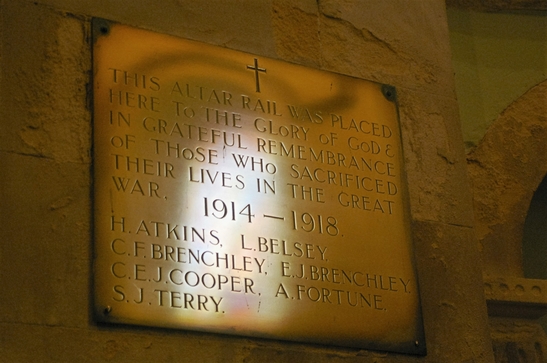 THIS ALTAR RAIL WAS PLACED
HERE TO THE GLORY OF GOD &
IN GRATEFUL REMEMBRANCE
OF THOSE WHO SACRIFICED
THEIR LIVES IN THE GREAT
WAR.
1914-1918.
H.ATKINS, L.BELSEY.
C.F.BRENCHLEY, E.J.BRENCHLEY.
C.E.J.COOPER, A.FORTUNE.
S.J.TERRY.